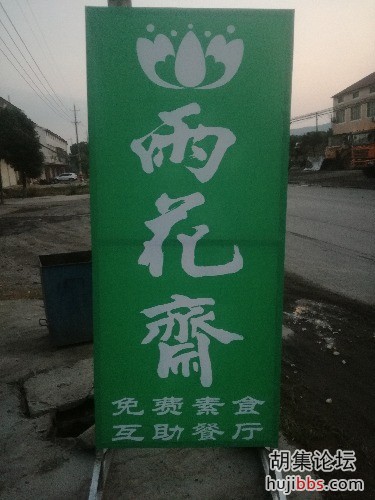 雨花齋
免费素食
互助餐厅
胡集论坛
hujibbs.com